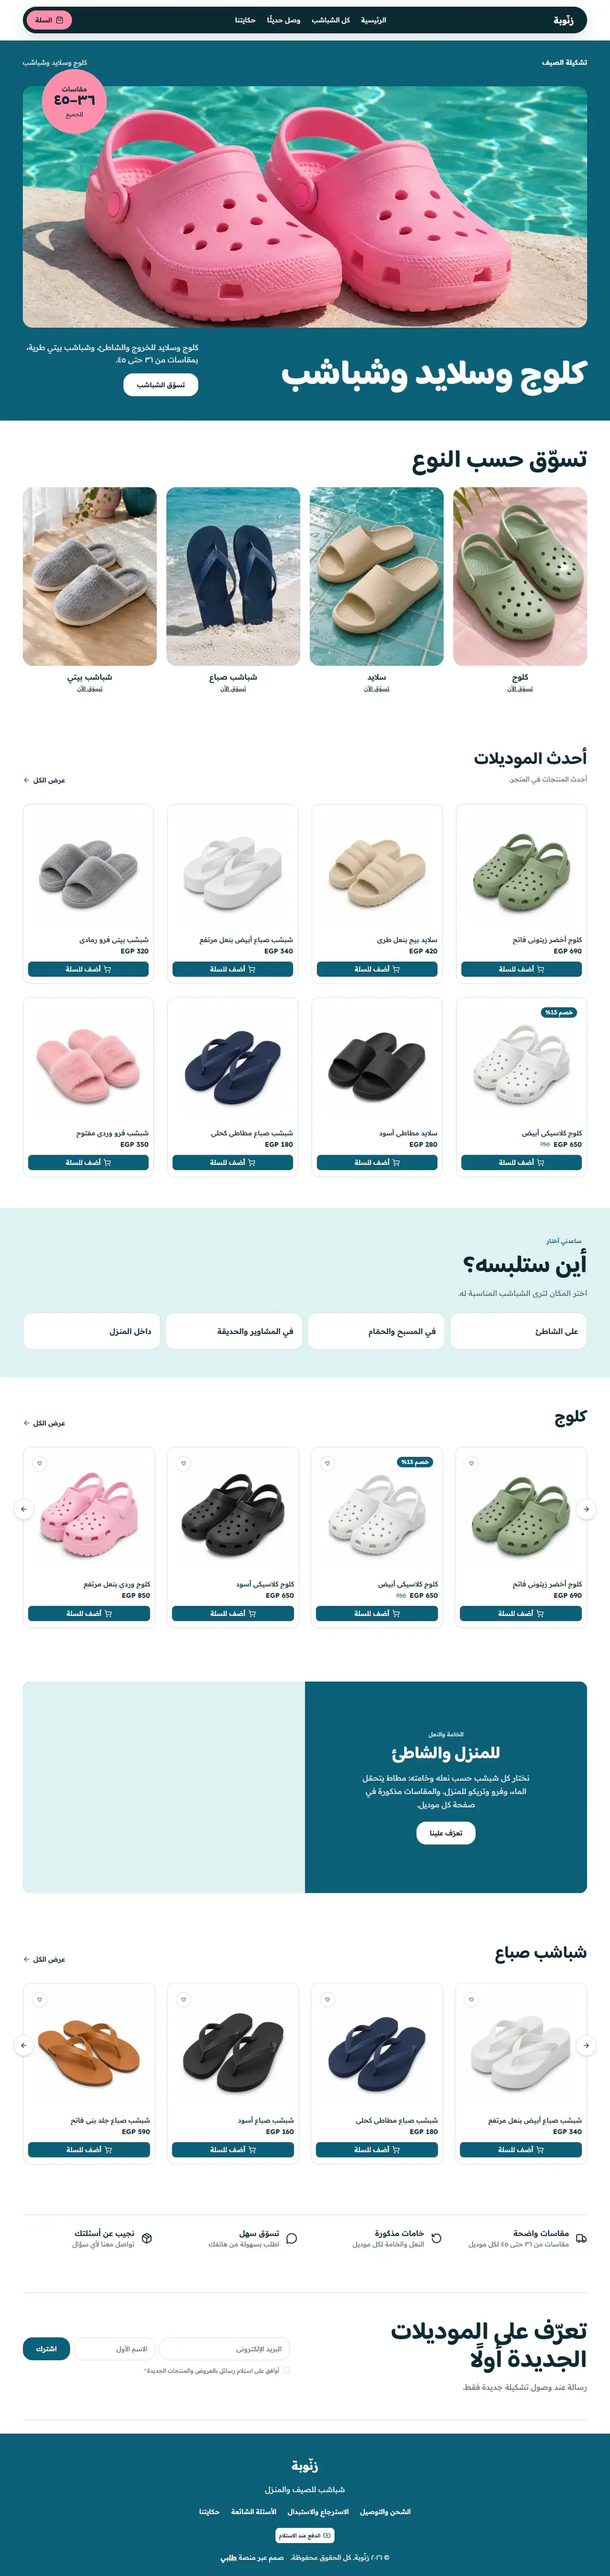 زنّوبة
الرئيسية
كل الشباشب
وصل حديثًا
حكايتنا
السلة
تشكيلة الصيف
كلوج وسلايد وشباشب
مقاسات
٣٦–٤٥
للجميع
كلوج وسلايد وشباشب
كلوج وسلايد للخروج والشاطئ، وشباشب بيتي طرية،
بمقاسات من ٣٦ حتى ٤٥.
تسوّق الشباشب
تسوّق حسب النوع
كلوج
تسوّق الآن
سلايد
تسوّق الآن
شباشب صباع
تسوّق الآن
شباشب بيتي
تسوّق الآن
أحدث الموديلات
أحدث المنتجات في المتجر.
عرض الكل
كلوج أخضر زيتوني فاتح
690 EGP
أضف للسلة
سلايد بيج بنعل طري
420 EGP
أضف للسلة
شبشب صباع أبيض بنعل مرتفع
340 EGP
أضف للسلة
شبشب بيتي فرو رمادي
320 EGP
أضف للسلة
خصم 13%
كلوج كلاسيكي أبيض
650 EGP 750
أضف للسلة
سلايد مطاطي أسود
280 EGP
أضف للسلة
شبشب صباع مطاطي كحلي
180 EGP
أضف للسلة
شبشب فرو وردي مفتوح
350 EGP
أضف للسلة
ساعدني أختار
أين ستلبسه؟
اختر المكان لترى الشباشب المناسبة له.
على الشاطئ
في المسبح والحمّام
في المشاوير والحديقة
داخل المنزل
كلوج
عرض الكل
كلوج أخضر زيتوني فاتح
690 EGP
أضف للسلة
خصم 13%
كلوج كلاسيكي أبيض
650 EGP 750
أضف للسلة
كلوج كلاسيكي أسود
650 EGP
أضف للسلة
كلوج وردي بنعل مرتفع
850 EGP
أضف للسلة
الخامة والنعل
للمنزل والشاطئ
نختار كل شبشب حسب نعله وخامته: مطاط يتحمّل
الماء، وفرو وتريكو للمنزل. والمقاسات مذكورة في
صفحة كل موديل.
تعرّف علينا
شباشب صباع
عرض الكل
شبشب صباع أبيض بنعل مرتفع
340 EGP
أضف للسلة
شبشب صباع مطاطي كحلي
180 EGP
أضف للسلة
شبشب صباع أسود
160 EGP
أضف للسلة
شبشب صباع جلد بني فاتح
590 EGP
أضف للسلة
مقاسات واضحة
مقاسات من ٣٦ حتى ٤٥ لكل موديل
خامات مذكورة
النعل والخامة لكل موديل
تسوّق سهل
اطلب بسهولة من هاتفك
نجيب عن أسئلتك
تواصل معنا لأي سؤال
تعرّف على الموديلات
الجديدة أولًا
رسالة عند وصول تشكيلة جديدة فقط.
البريد الإلكتروني
الاسم الأول
اشترك
أوافق على استلام رسائل بالعروض والمنتجات الجديدة *
زنّوبة
شباشب للصيف والمنزل
الشحن والتوصيل
الاسترجاع والاستبدال
الأسئلة الشائعة
حكايتنا
الدفع عند الاستلام
© ٢٠٢٦ زنّوبة. كل الحقوق محفوظة.
صمم عبر منصة طلبي